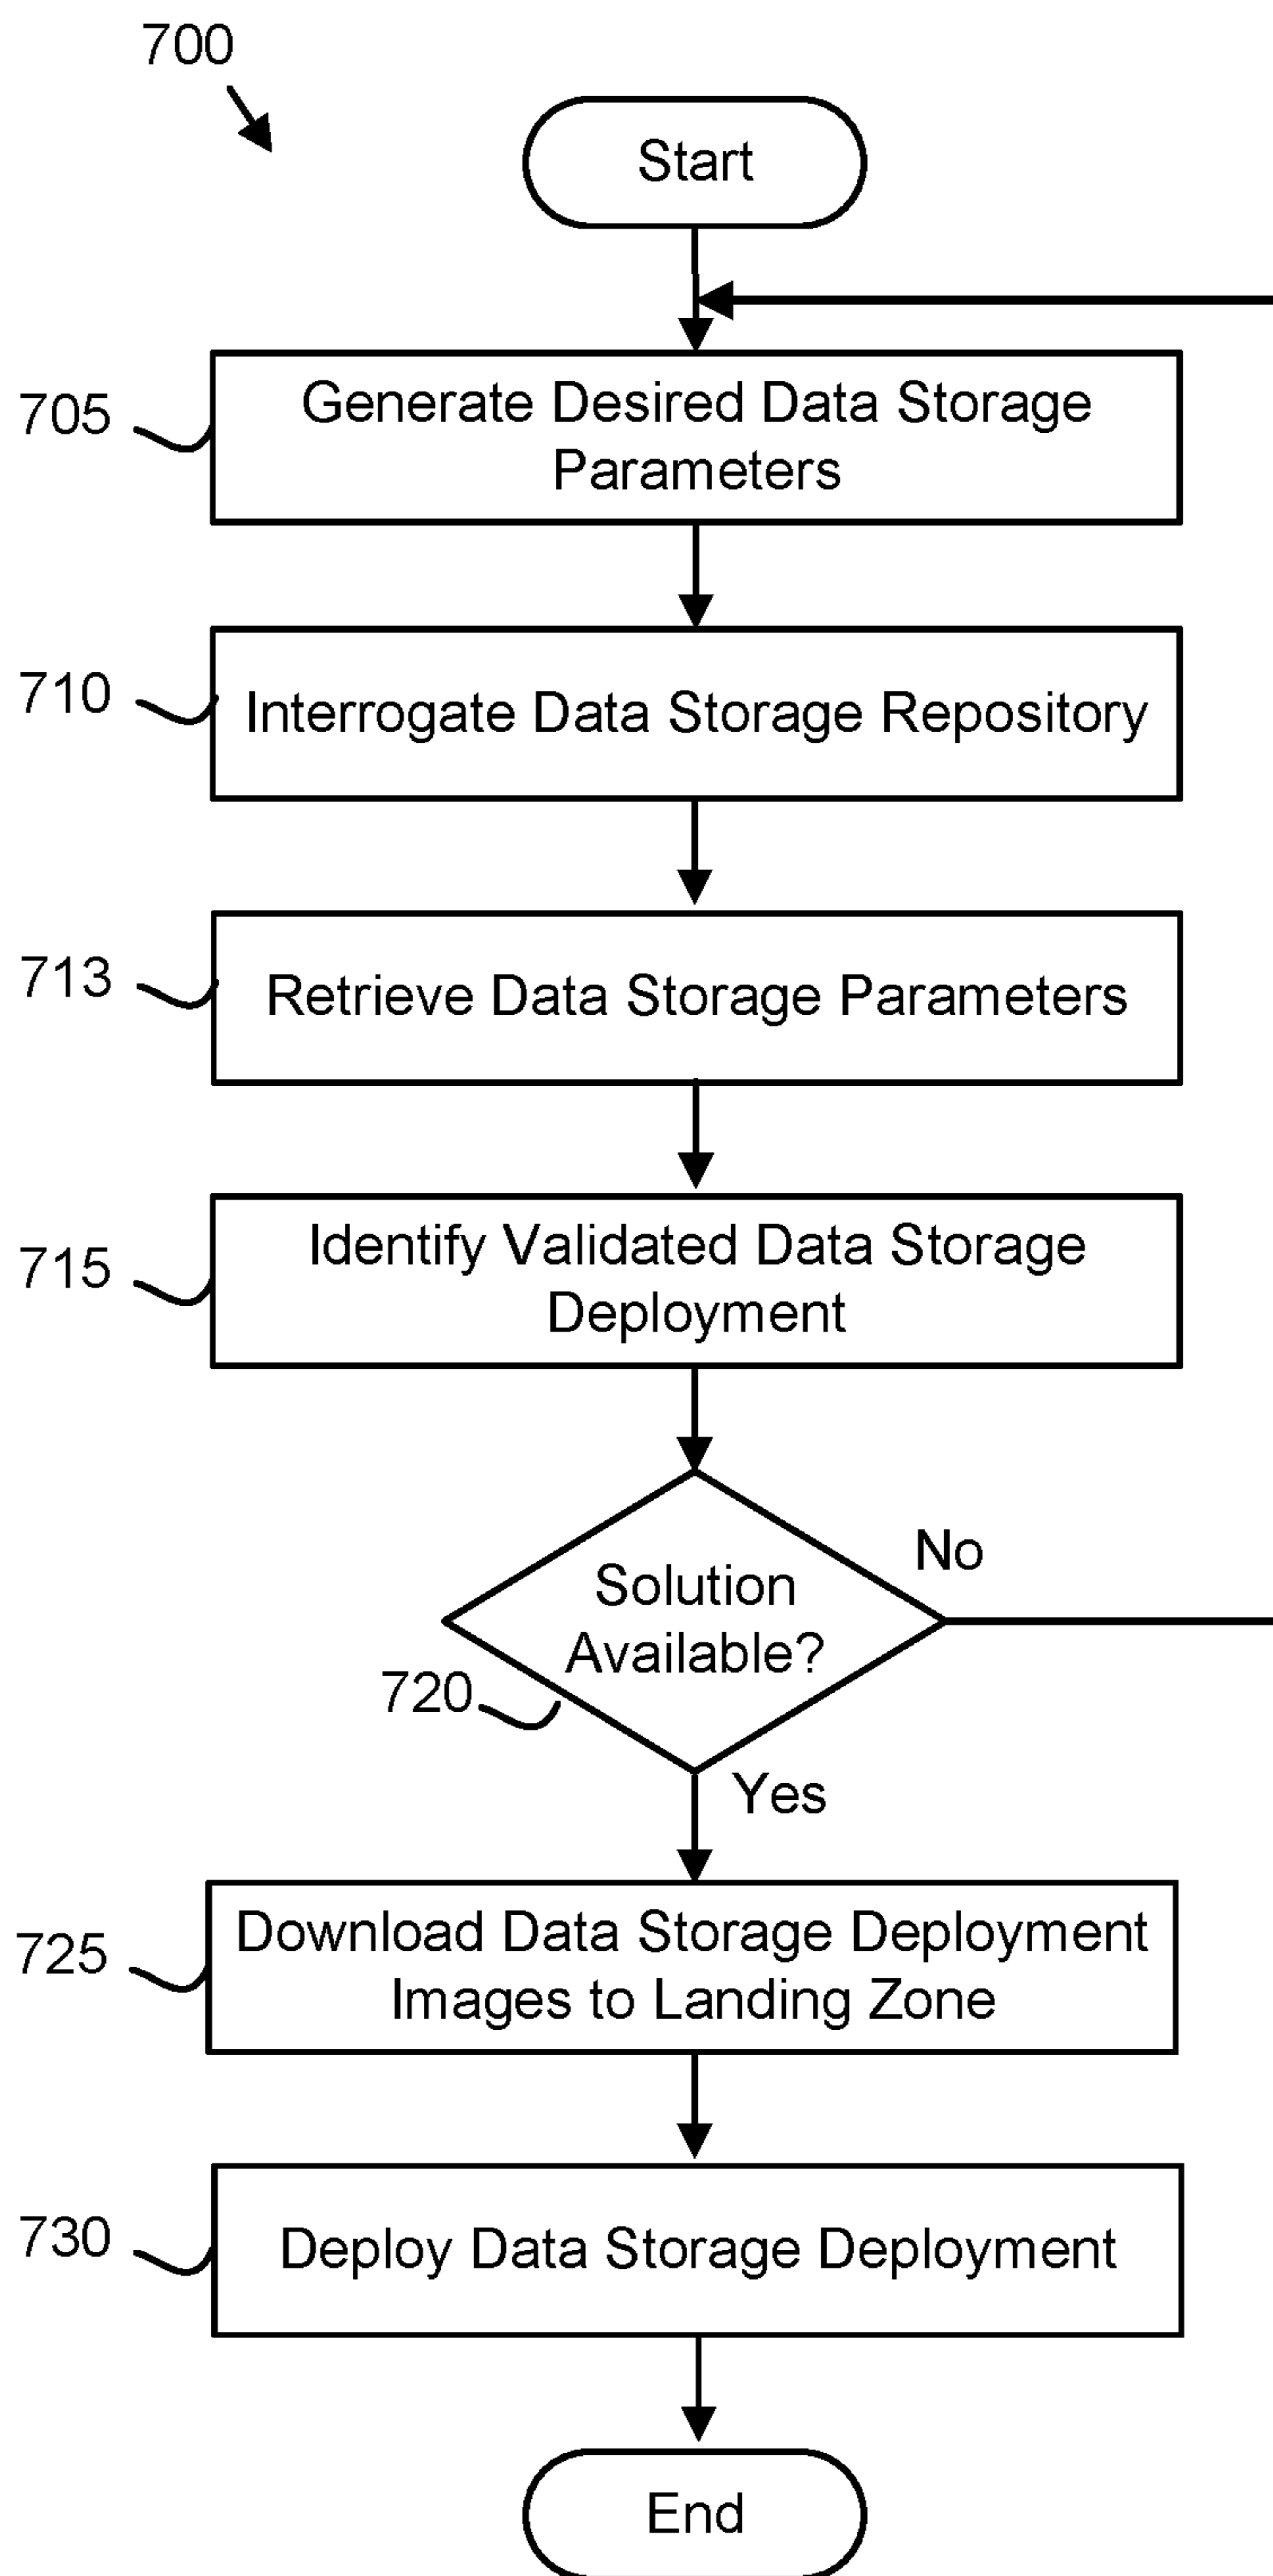 700
Start
705
Generate Desired Data Storage
Parameters
710
Interrogate Data Storage Repository
713
Retrieve Data Storage Parameters
715
Identify Validated Data Storage
Deployment
No
Solution
Available?
720
Yes
725
Download Data Storage Deployment
Images to Landing Zone
730
Deploy Data Storage Deployment
End